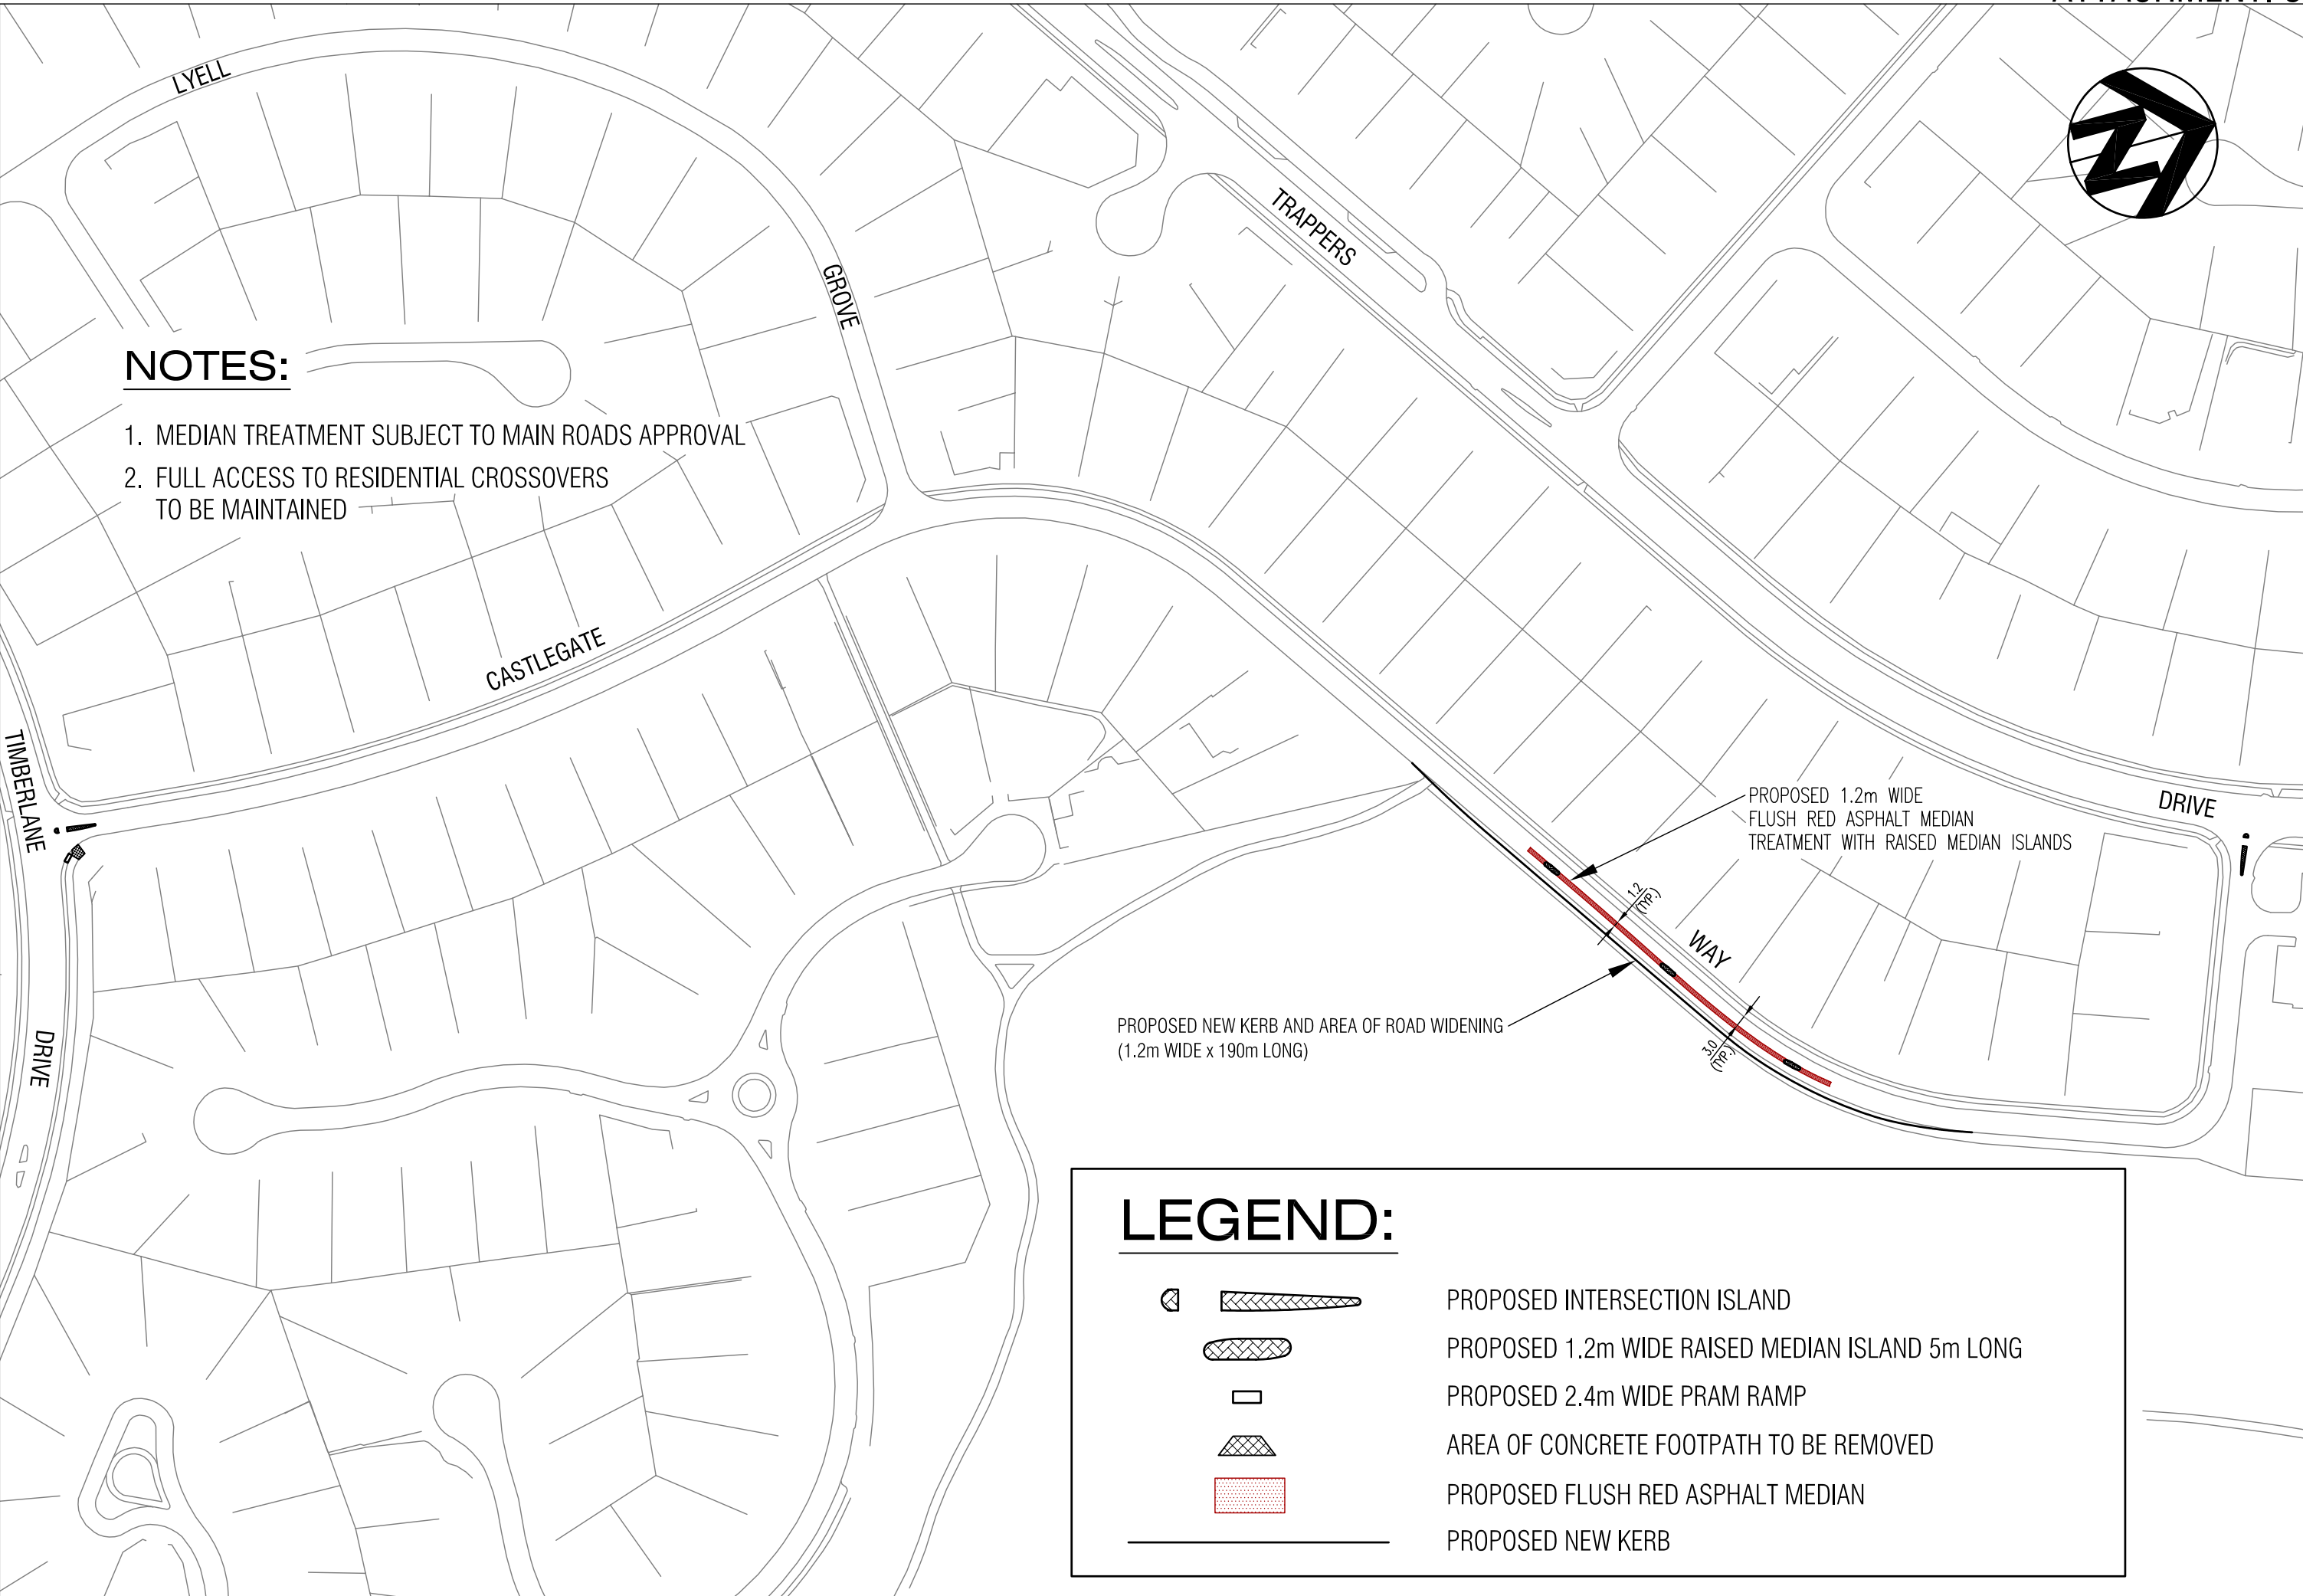 LYELL
GROVE
TRAPPERS
NOTES:
1. MEDIAN TREATMENT SUBJECT TO MAIN ROADS APPROVAL
2. FULL ACCESS TO RESIDENTIAL CROSSOVERS
TO BE MAINTAINED
CASTLEGATE
TIMBERLANE
DRIVE
PROPOSED 1.2m WIDE
FLUSH RED ASPHALT MEDIAN
TREATMENT WITH RAISED MEDIAN ISLANDS
DRIVE
1.2
(TYP.)
WAY
3.0
(TYP.)
PROPOSED NEW KERB AND AREA OF ROAD WIDENING
(1.2m WIDE x 190m LONG)
LEGEND:
PROPOSED INTERSECTION ISLAND
PROPOSED 1.2m WIDE RAISED MEDIAN ISLAND 5m LONG
PROPOSED 2.4m WIDE PRAM RAMP
AREA OF CONCRETE FOOTPATH TO BE REMOVED
PROPOSED FLUSH RED ASPHALT MEDIAN
PROPOSED NEW KERB